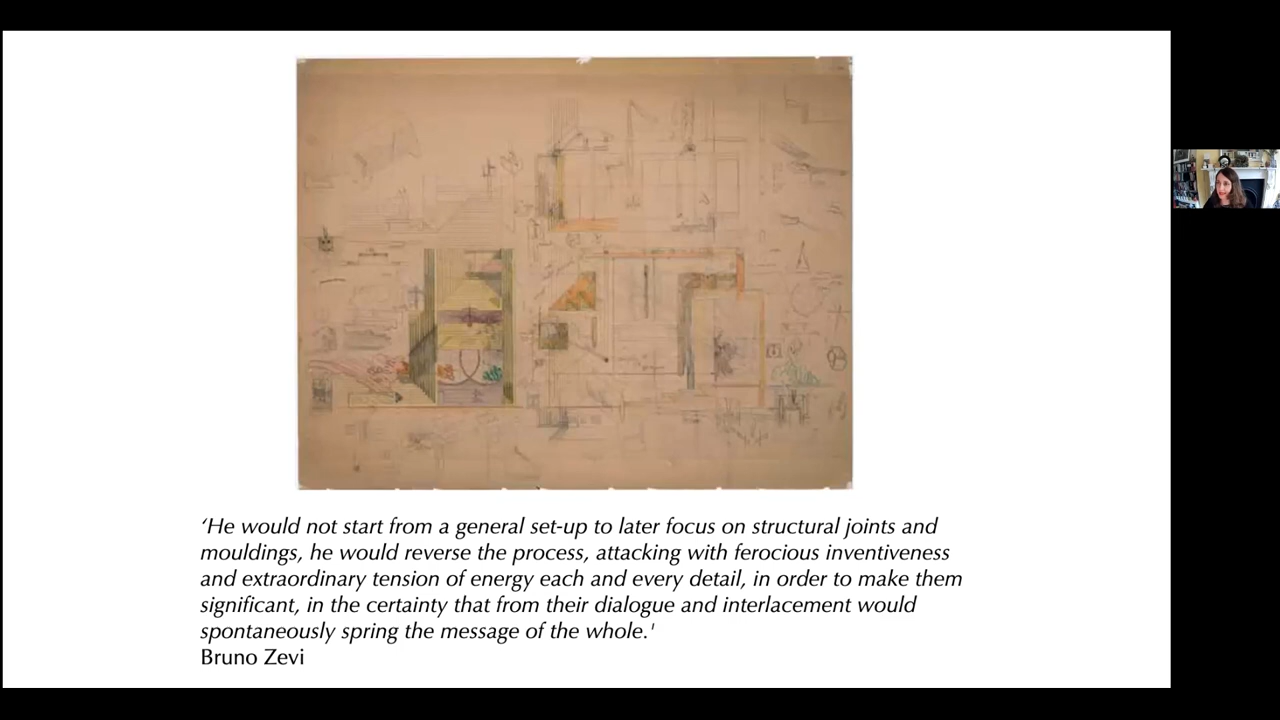 ‘He would not start from a general set-up to later focus on structural joints and
mouldings, he would reverse the process, attacking with ferocious inventiveness
and extraordinary tension of energy each and every detail, in order to make them
significant, in the certainty that from their dialogue and interlacement would
spontaneously spring the message of the whole.'
Bruno Zevi